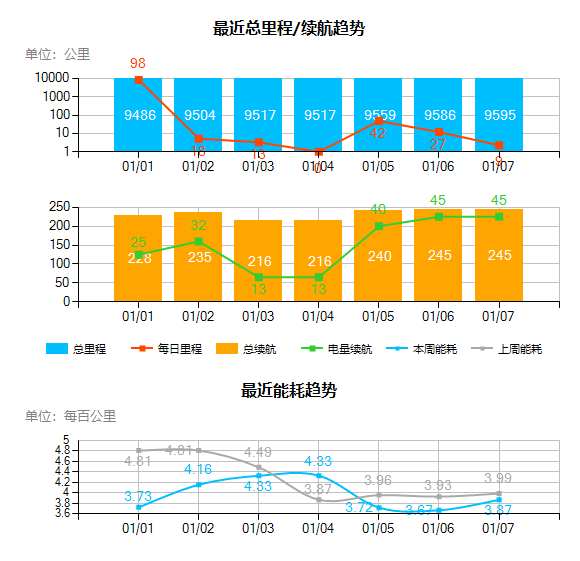 最近总里程/续航趋势
单位：公里
98
10000
1000
100
10
1
9486 9504 9517 9517 9559 9586 9595
18 13 0 42 27 9
01/01 01/02 01/03 01/04 01/05 01/06 01/07
250
200
150
100
50
0
25 32 13 13 40 45 45
228 235 216 216 240 245 245
01/01 01/02 01/03 01/04 01/05 01/06 01/07
总里程 每日里程 总续航 电量续航 本周能耗 上周能耗
最近能耗趋势
单位：每百公里
5
4.8
4.6
4.4
4.2
4
3.8
3.6
4.81 4.81 4.49 3.87 3.96 3.93 3.99
3.73 4.16 4.33 4.33 3.72 3.67 3.87
01/01 01/02 01/03 01/04 01/05 01/06 01/07